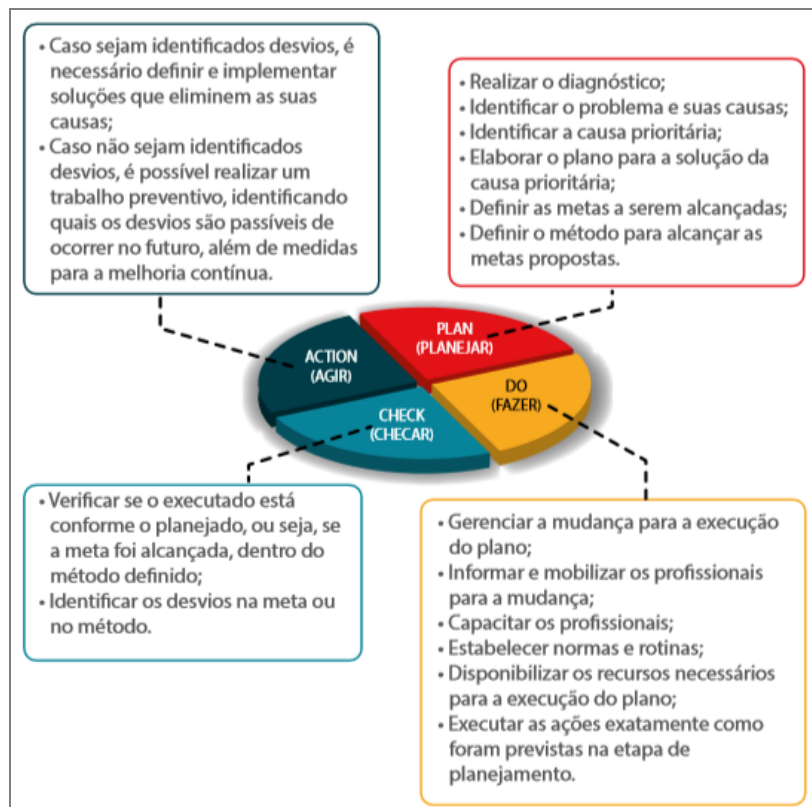 • Caso sejam identificados desvios, é
necessário definir e implementar
soluções que eliminem as suas
causas;
• Caso não sejam identificados
desvios, é possível realizar um
trabalho preventivo, identificando
quais os desvios são passíveis de
ocorrer no futuro, além de medidas
para a melhoria contínua.
• Realizar o diagnóstico;
• Identificar o problema e suas causas;
• Identificar a causa prioritária;
• Elaborar o plano para a solução da
causa prioritária;
• Definir as metas a serem alcançadas;
• Definir o método para alcançar as
metas propostas.
PLAN
(PLANEJAR)
ACTION
(AGIR)
DO
(FAZER)
CHECK
(CHECAR)
• Verificar se o executado está
conforme o planejado, ou seja, se
a meta foi alcançada, dentro do
método definido;
• Identificar os desvios na meta ou
no método.
• Gerenciar a mudança para a execução
do plano;
• Informar e mobilizar os profissionais
para a mudança;
• Capacitar os profissionais;
• Estabelecer normas e rotinas;
• Disponibilizar os recursos necessários
para a execução do plano;
• Executar as ações exatamente como
foram previstas na etapa de
planejamento.